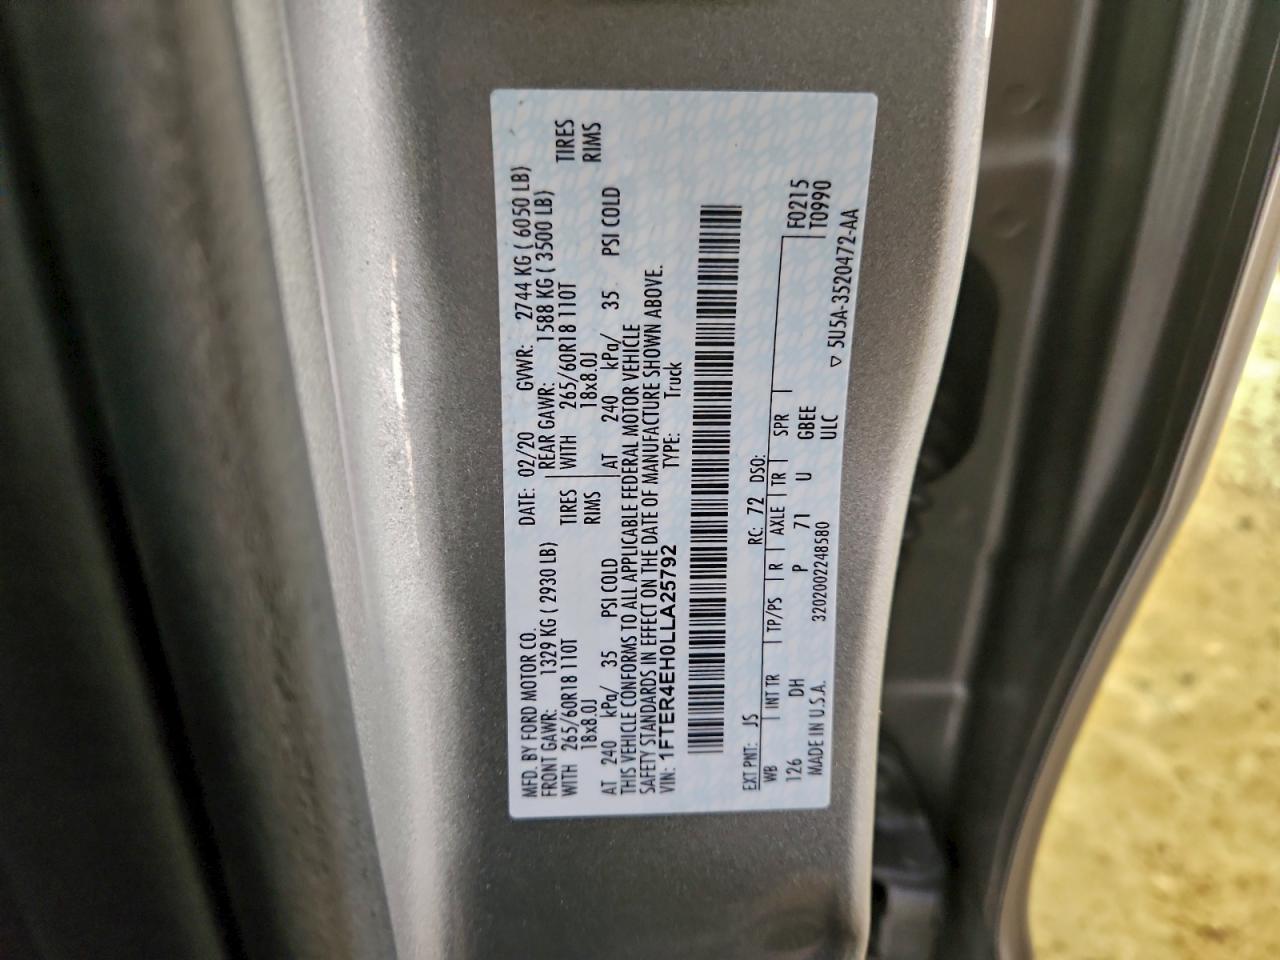 MFD. BY FORD MOTOR CO. DATE: 02/20 GVWR: 2744 KG ( 6050 LB)
FRONT GAWR: 1329 KG ( 2930 LB) REAR GAWR: 1588 KG ( 3500 LB)
WITH 265/60R18 110T TIRES WITH 265/60R18 110T TIRES
18x8.0J RIMS 18x8.0J RIMS
AT 240 kPa/ 35 PSI COLD AT 240 kPa/ 35 PSI COLD
THIS VEHICLE CONFORMS TO ALL APPLICABLE FEDERAL MOTOR VEHICLE
SAFETY STANDARDS IN EFFECT ON THE DATE OF MANUFACTURE SHOWN ABOVE.
VIN: 1FTER4EH0LLA25792 TYPE: Truck
EXT PNT: JS RC: 72 DSO:
WB INT TR TP/PS R AXLE TR SPR F0215
126 DH P 71 U GBEE T0990
MADE IN U.S.A. 3202002248580 ULC
▽ 5U5A-3520472-AA